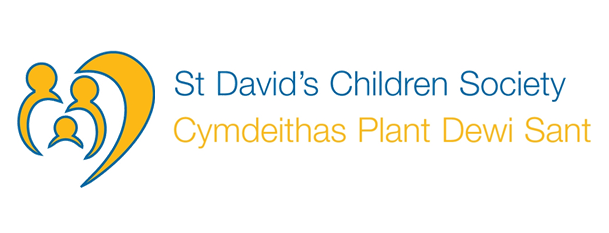 St David's Children Society
Cymdeithas Plant Dewi Sant